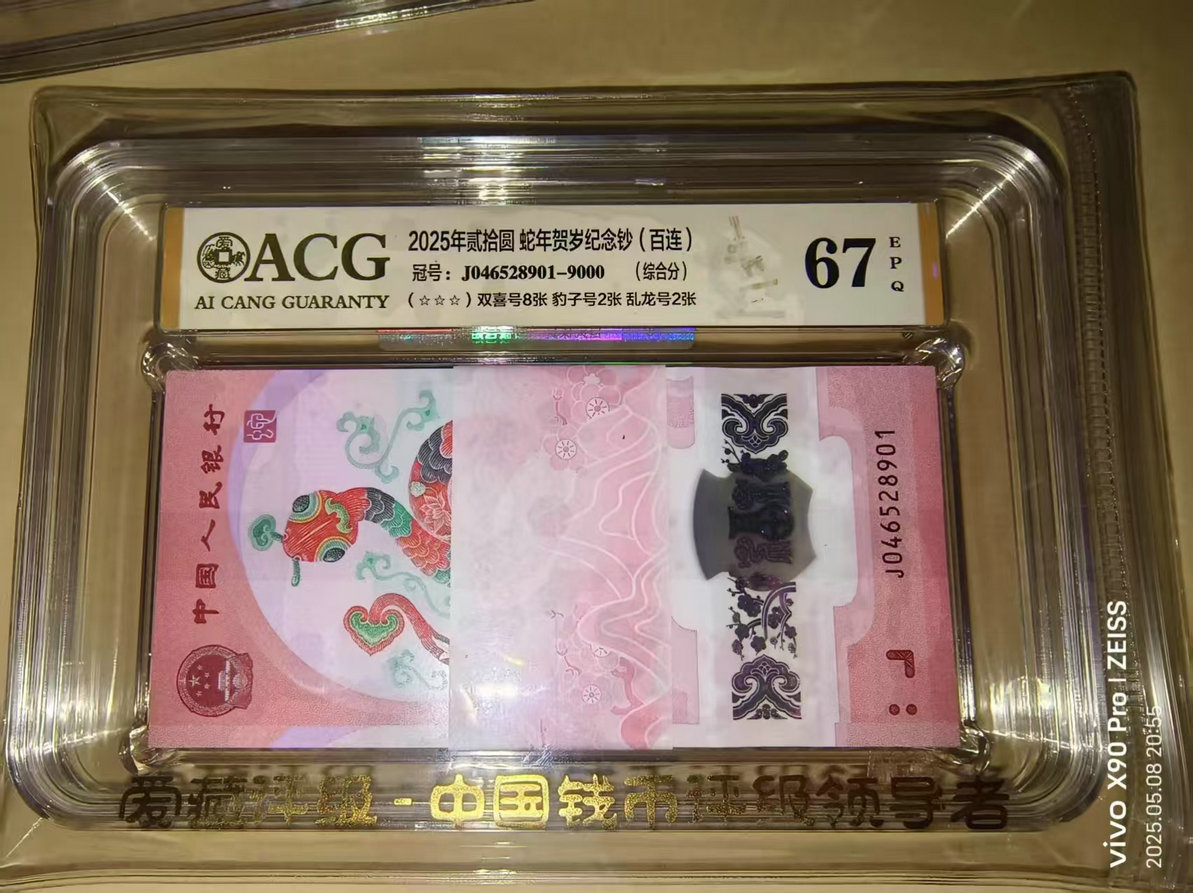 ACG
AI CANG GUARANTY
2025年贰拾圆 蛇年贺岁纪念钞（百连）
冠号：J046528901-9000 （综合分）
（☆☆☆）双喜号8张 豹子号2张 乱龙号2张
67
EPQ
中国人民银行
J046528901
爱藏评级-中国钱币评级领导者
vivo X90 Pro | ZEISS
2025.05.08 20:55